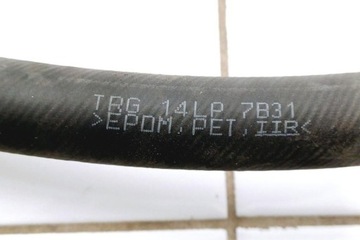 TRG 14LP 7B31
>EPDM, PET, IIR<